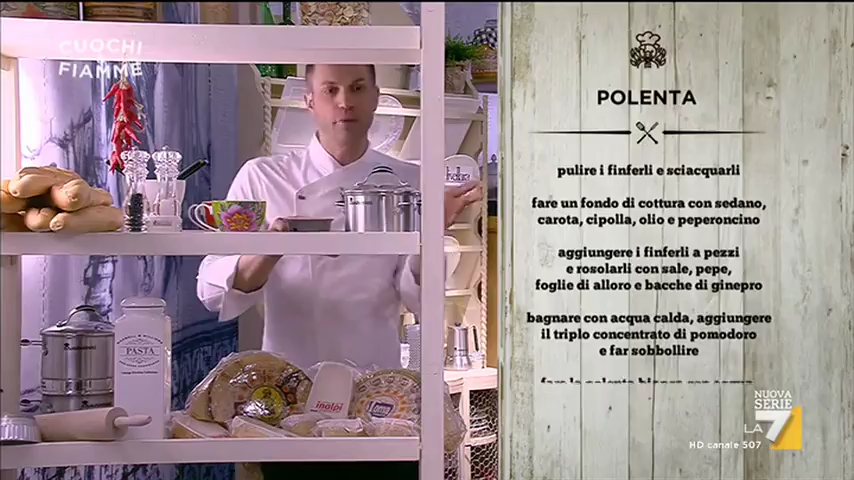 CUOCHI
FIAMME
POLENTA
pulire i finferli e sciacquarli
fare un fondo di cottura con sedano,
carota, cipolla, olio e peperoncino
aggiungere i finferli a pezzi
e rosolarli con sale, pepe,
foglie di alloro e bacche di ginepro
bagnare con acqua calda, aggiungere
il triplo concentrato di pomodoro
e far sobbollire
PASTA
inalpi
NUOVA
SERIE
LA7
HD canale 507